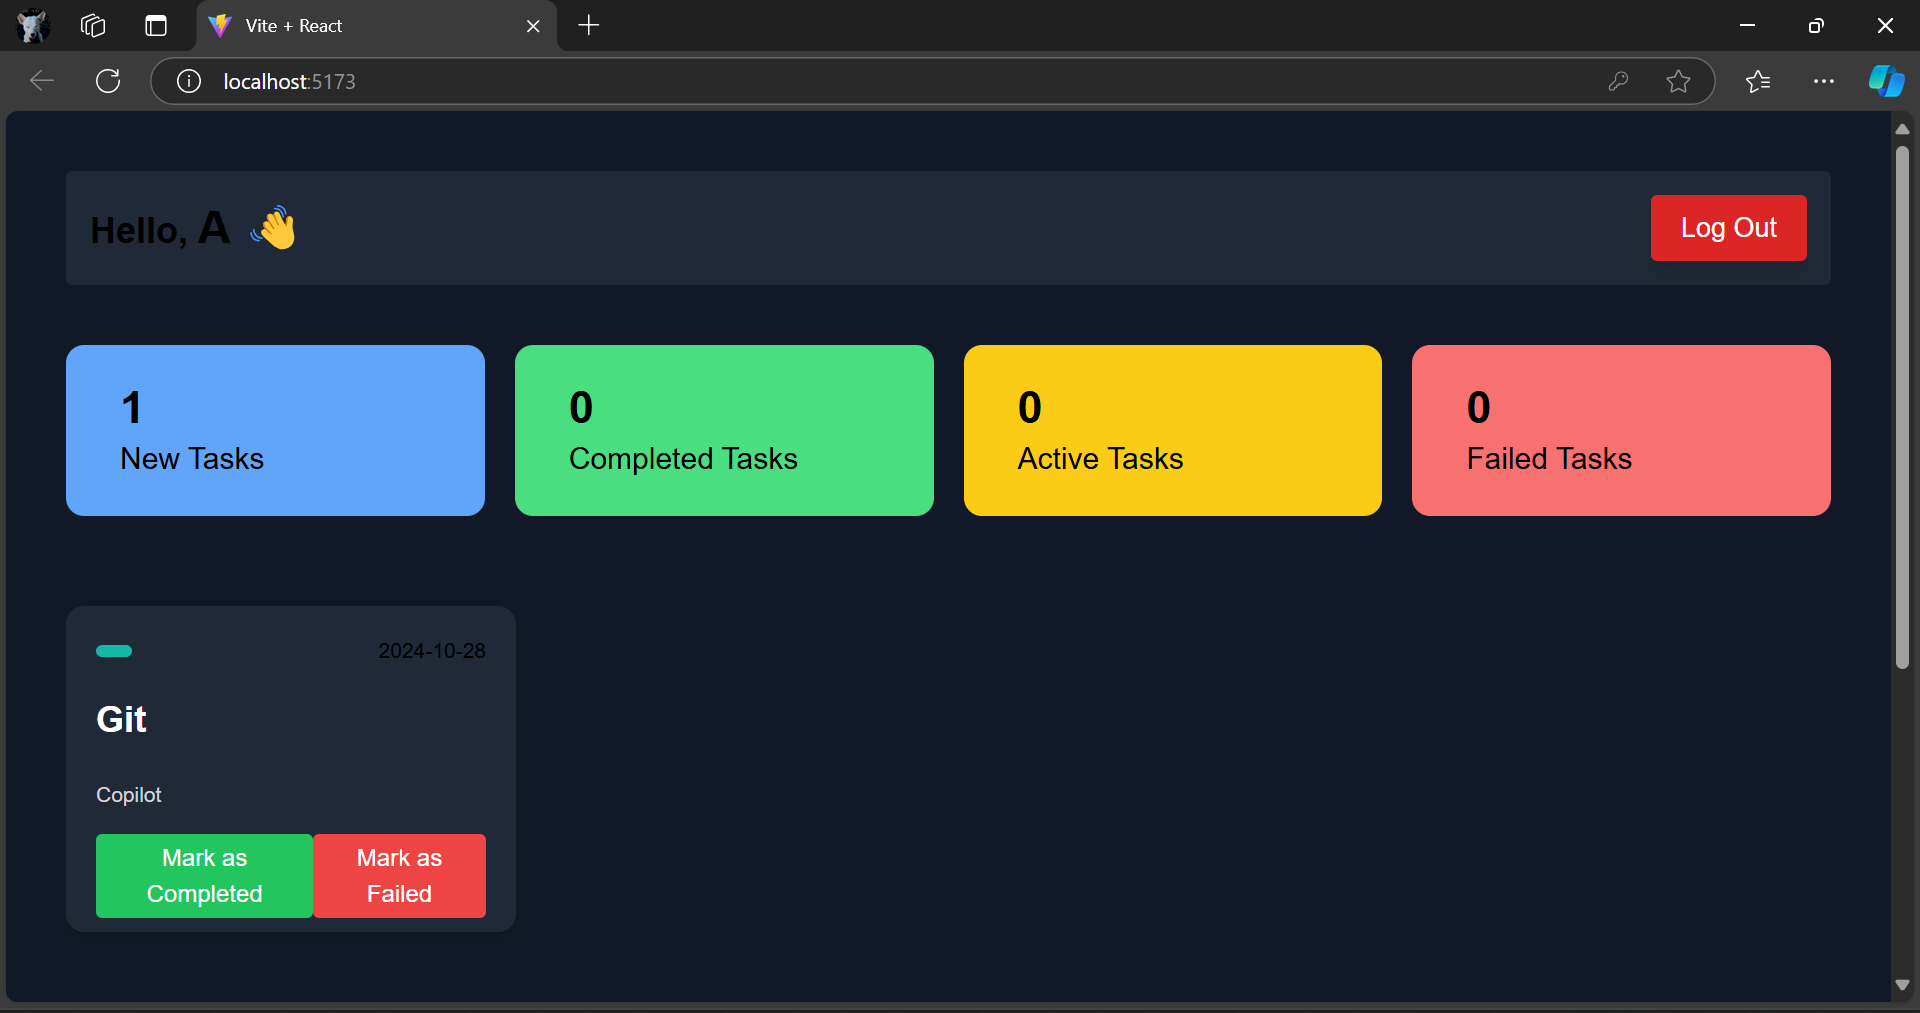 Vite + React
localhost:5173
Hello, A 👋
Log Out
1
New Tasks
0
Completed Tasks
0
Active Tasks
0
Failed Tasks
2024-10-28
Git
Copilot
Mark as
Completed
Mark as
Failed